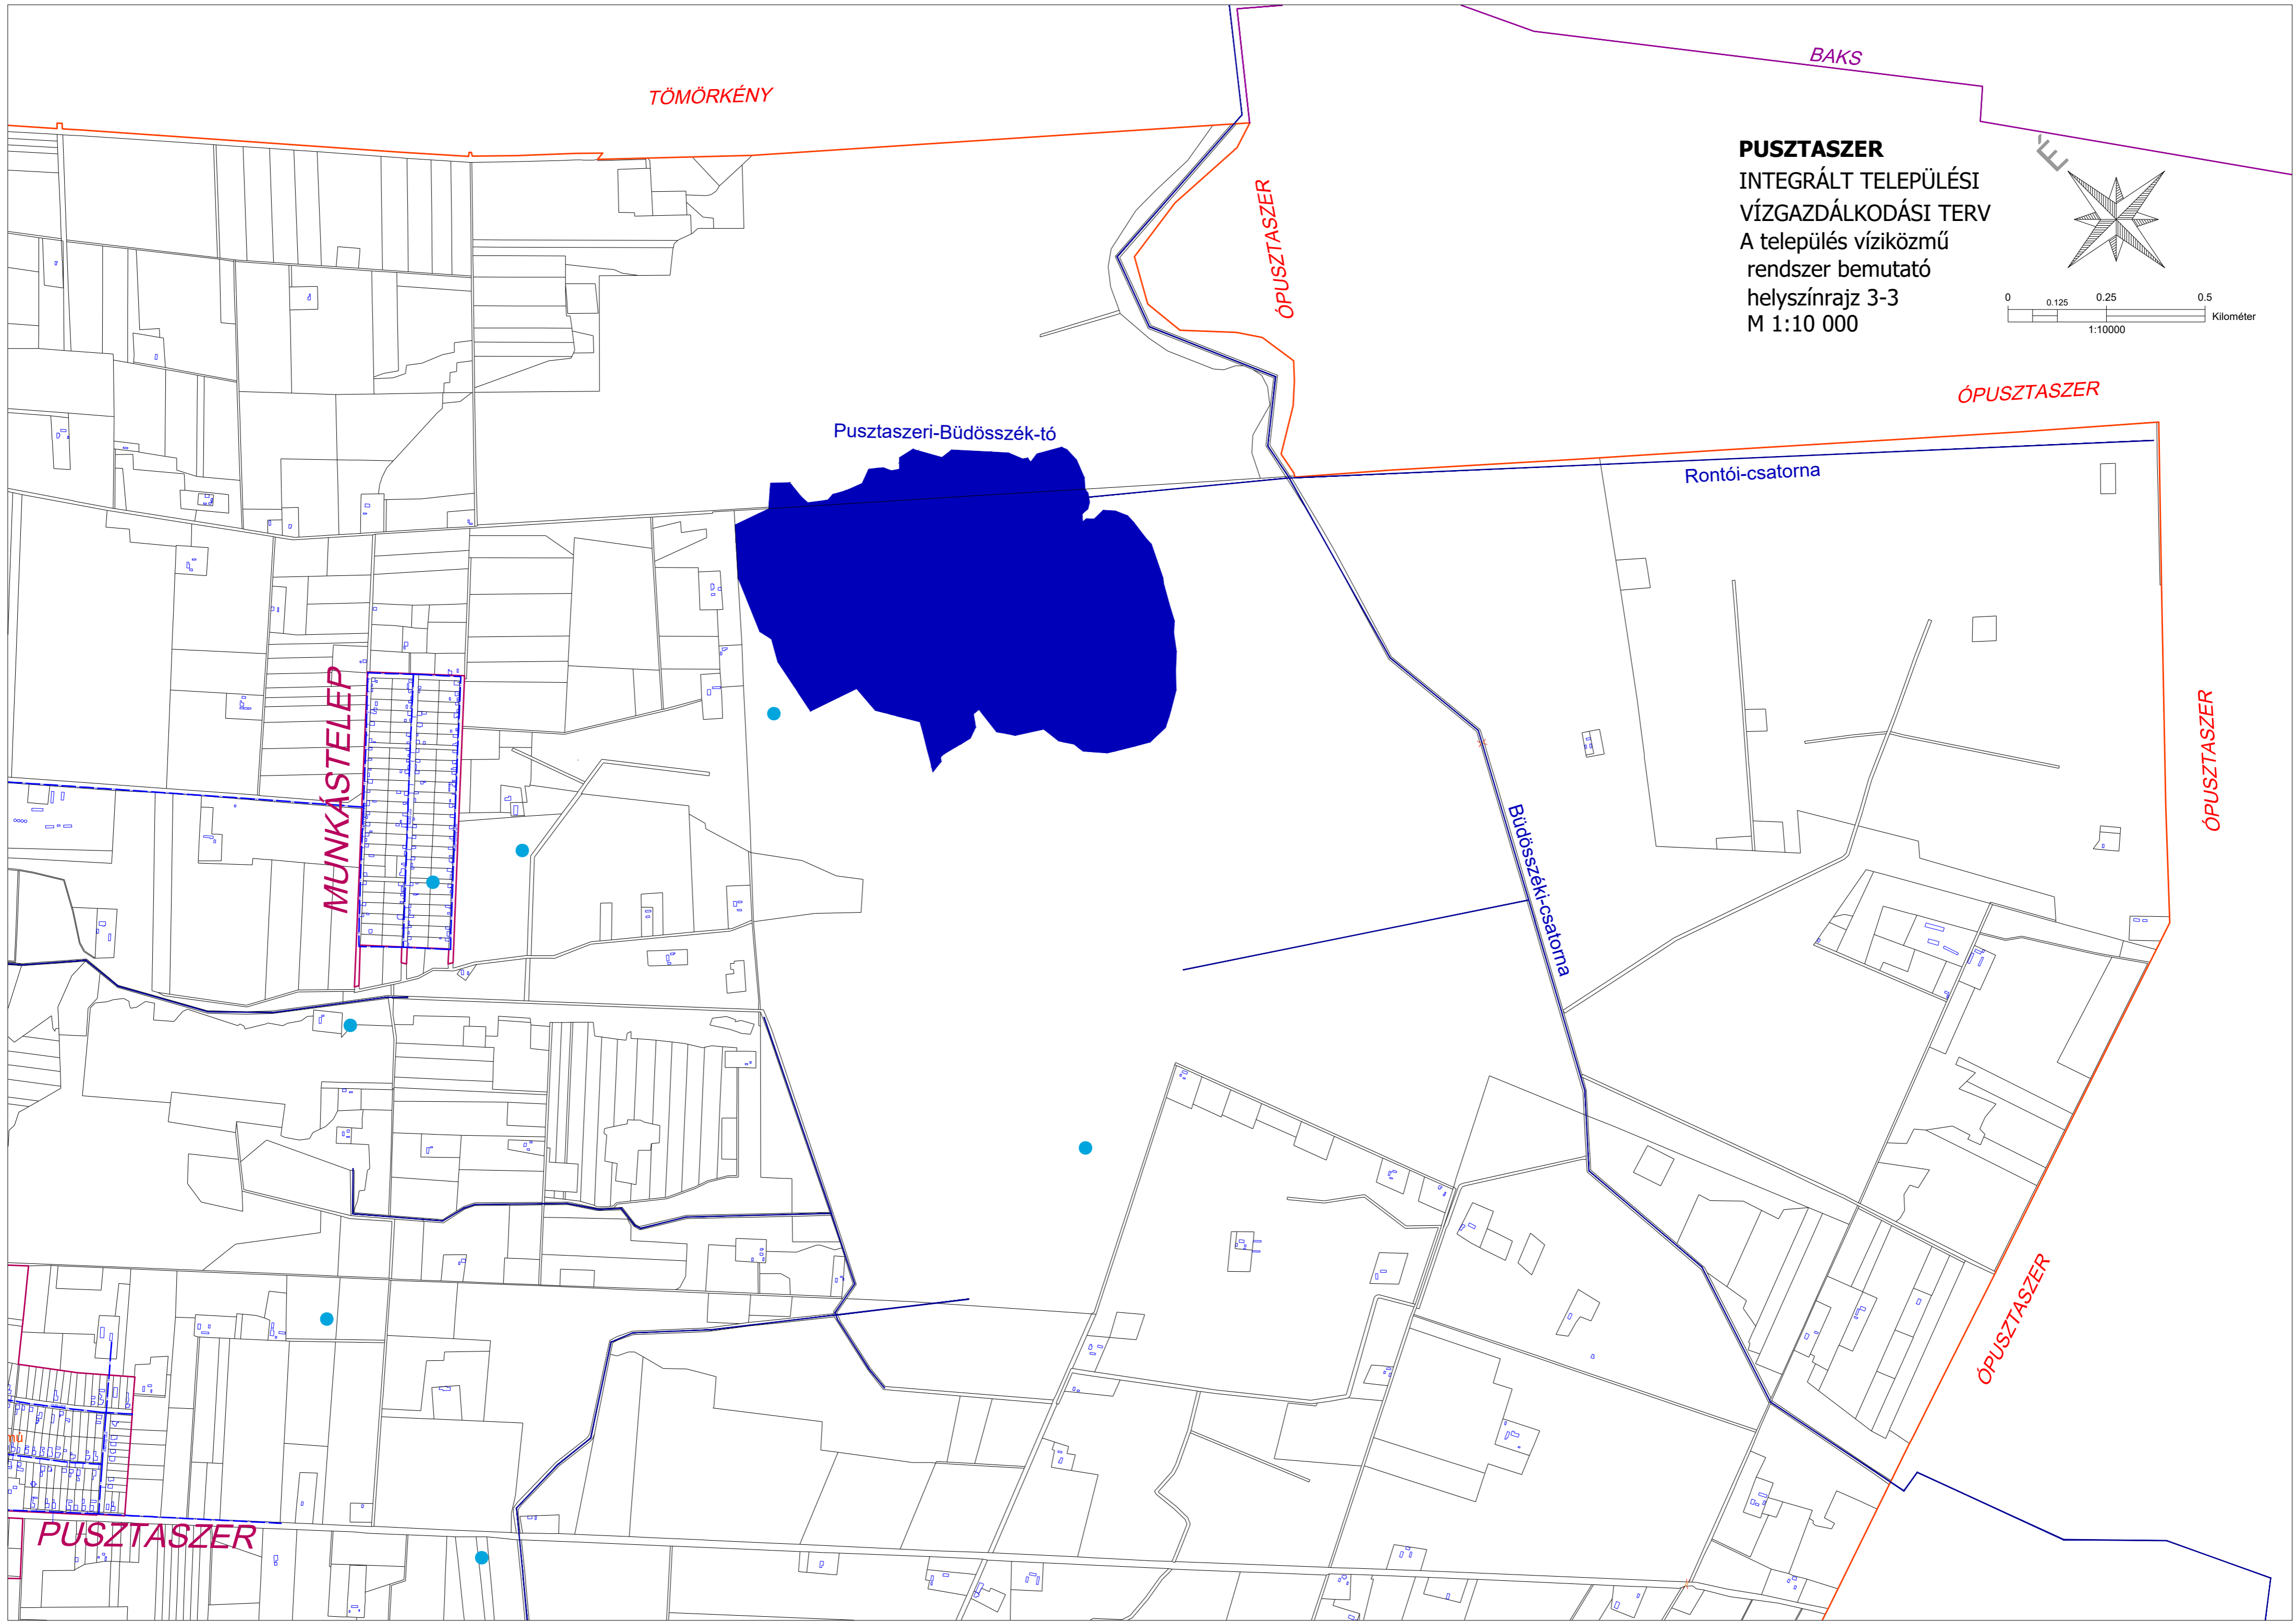 BAKS
TÖMÖRKÉNY
PUSZTASZER
INTEGRÁLT TELEPÜLÉSI
VÍZGAZDÁLKODÁSI TERV
A település víziközmű
rendszer bemutató
helyszínrajz 3-3
M 1:10 000
É
0 0.125 0.25 0.5
Kilométer
1:10000
ÓPUSZTASZER
ÓPUSZTASZER
Pusztaszeri-Büdösszék-tó
Rontói-csatorna
MUNKÁSTELEP
ÓPUSZTASZER
Büdösszéki-csatorna
ÓPUSZTASZER
mű
PUSZTASZER